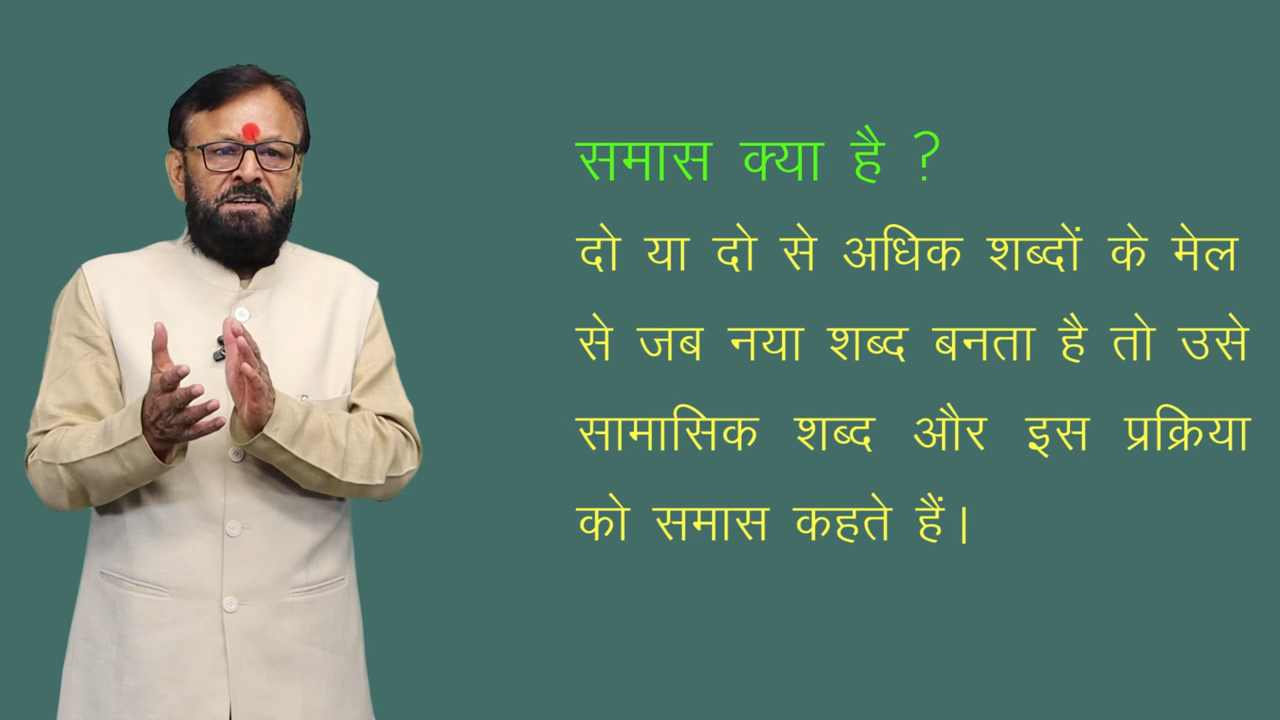 समास क्या है ?
दो या दो से अधिक शब्दों के मेल
से जब नया शब्द बनता है तो उसे
सामासिक शब्द और इस प्रक्रिया
को समास कहते हैं।